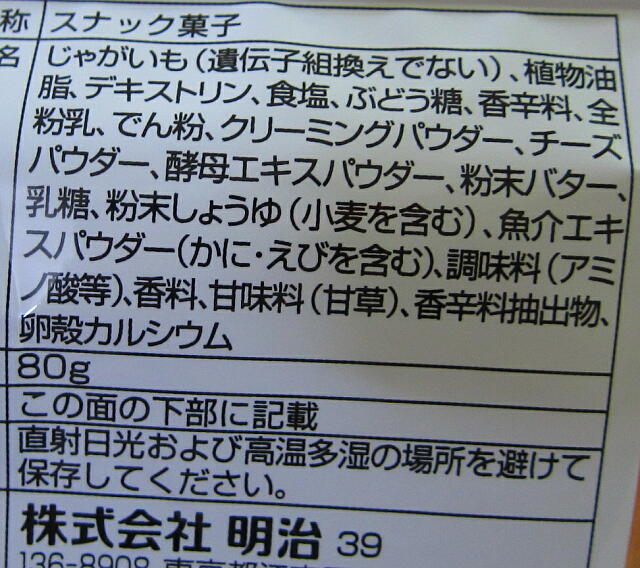 称 スナック菓子
名 じゃがいも(遺伝子組換えでない)、植物油
脂、デキストリン、食塩、ぶどう糖、香辛料、全
粉乳、でん粉、クリーミングパウダー、チーズ
パウダー、酵母エキスパウダー、粉末バター、
乳糖、粉末しょうゆ(小麦を含む)、魚介エキ
スパウダー(かに・えびを含む)、調味料(アミ
ノ酸等)、香料、甘味料(甘草)、香辛料抽出物、
卵殻カルシウム
80g
この面の下部に記載
直射日光および高温多湿の場所を避けて
保存してください。
株式会社 明治 39
136-8908 東京都江東